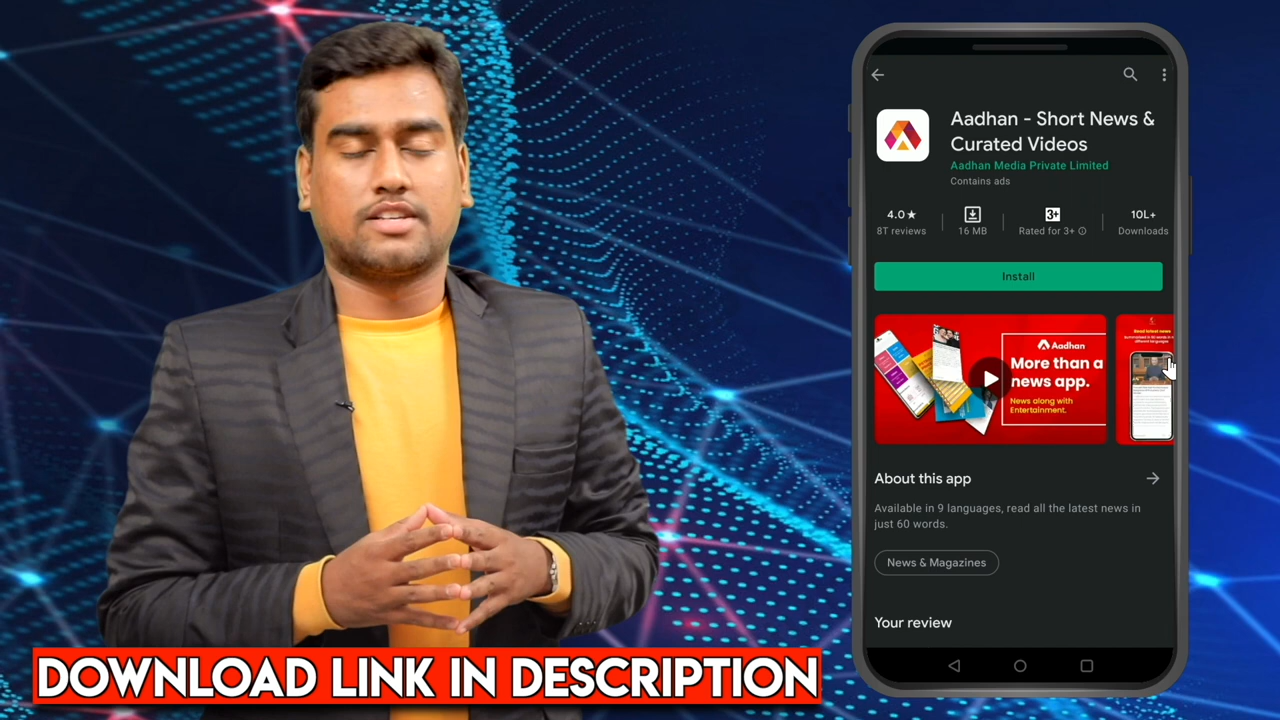 Aadhan - Short News &
Curated Videos
Aadhan Media Private Limited
Contains ads
4.0★
8T reviews
16 MB
3+
Rated for 3+
10L+
Downloads
Install
Aadhan
More than a
news app.
News along with
Entertainment.
Read latest news
About this app
Available in 9 languages, read all the latest news in
just 60 words.
News & Magazines
Your review
DOWNLOAD LINK IN DESCRIPTION